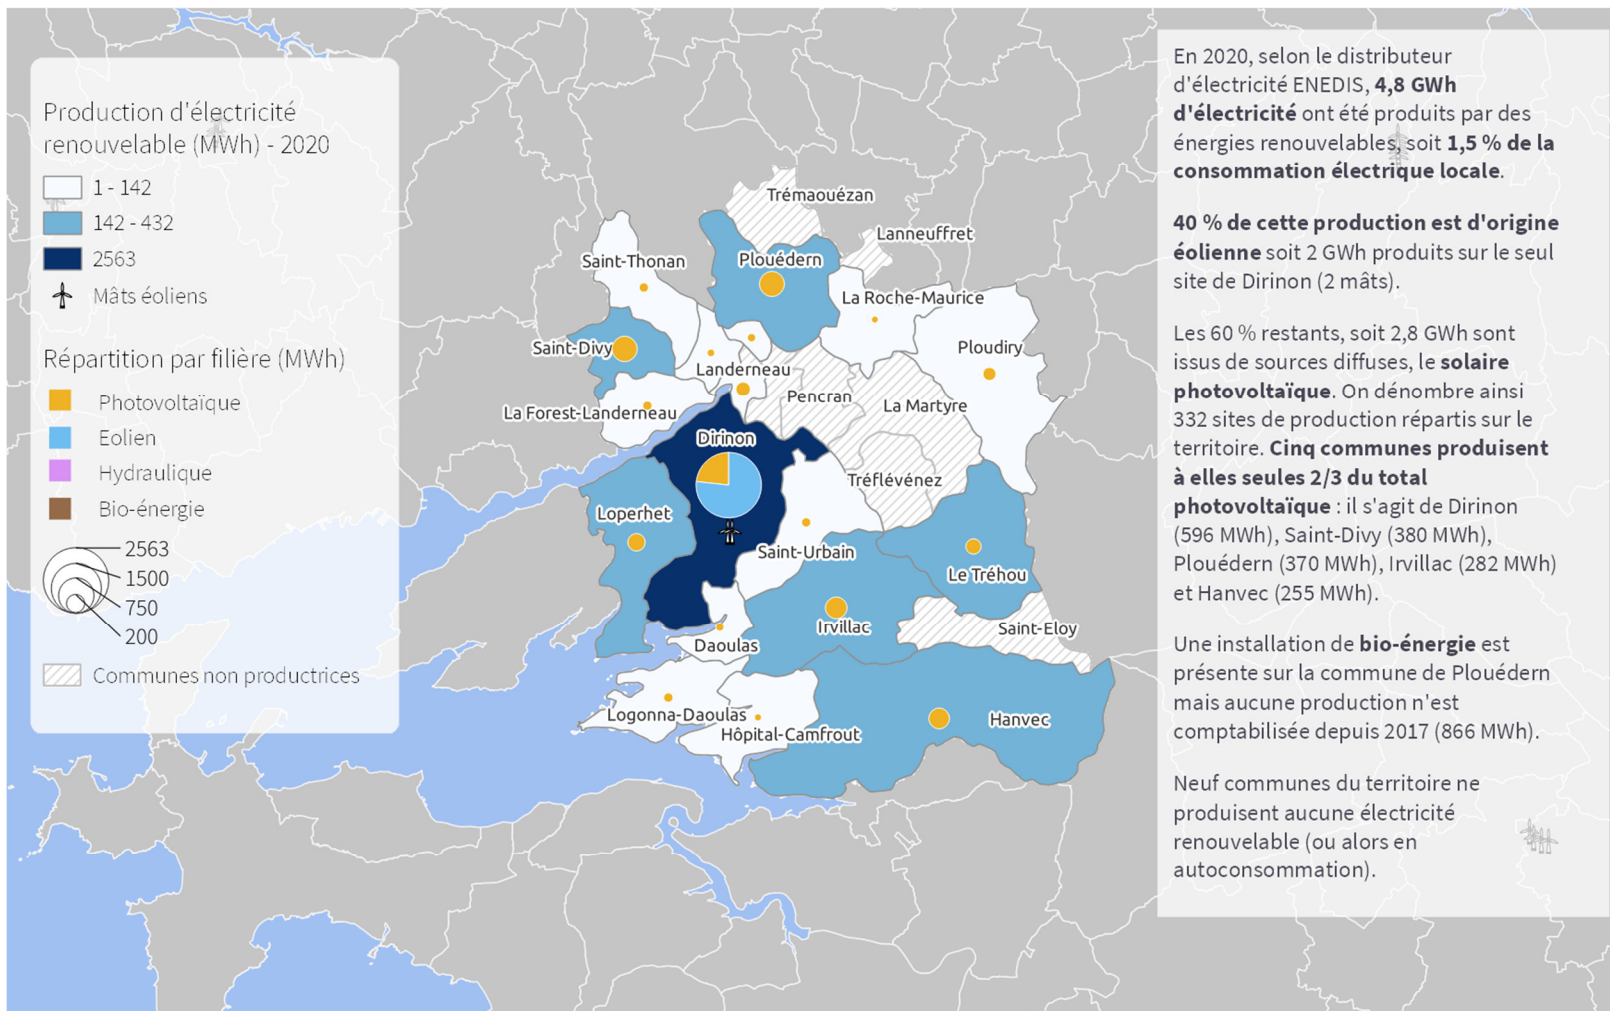 Production d'électricité
renouvelable (MWh) - 2020
1 - 142
142 - 432
2563
Mâts éoliens
Répartition par filière (MWh)
Photovoltaïque
Eolien
Hydraulique
Bio-énergie
2563
1500
750
200
Communes non productrices
Trémaouézan
Lanneuffret
Saint-Thonan
Plouédern
La Roche-Maurice
Saint-Divy
Ploudiry
Landerneau
Pencran
La Martyre
La Forest-Landerneau
Dirinon
Tréflévénez
Loperhet
Saint-Urbain
Le Tréhou
Irvillac
Saint-Eloy
Daoulas
Logonna-Daoulas
Hanvec
Hôpital-Camfrout
En 2020, selon le distributeur
d'électricité ENEDIS, 4,8 GWh
d'électricité ont été produits par des
énergies renouvelables, soit 1,5 % de la
consommation électrique locale.
40 % de cette production est d'origine
éolienne soit 2 GWh produits sur le seul
site de Dirinon (2 mâts).
Les 60 % restants, soit 2,8 GWh sont
issus de sources diffuses, le solaire
photovoltaïque. On dénombre ainsi
332 sites de production répartis sur le
territoire. Cinq communes produisent
à elles seules 2/3 du total
photovoltaïque : il s'agit de Dirinon
(596 MWh), Saint-Divy (380 MWh),
Plouédern (370 MWh), Irvillac (282 MWh)
et Hanvec (255 MWh).
Une installation de bio-énergie est
présente sur la commune de Plouédern
mais aucune production n'est
comptabilisée depuis 2017 (866 MWh).
Neuf communes du territoire ne
produisent aucune électricité
renouvelable (ou alors en
autoconsommation).